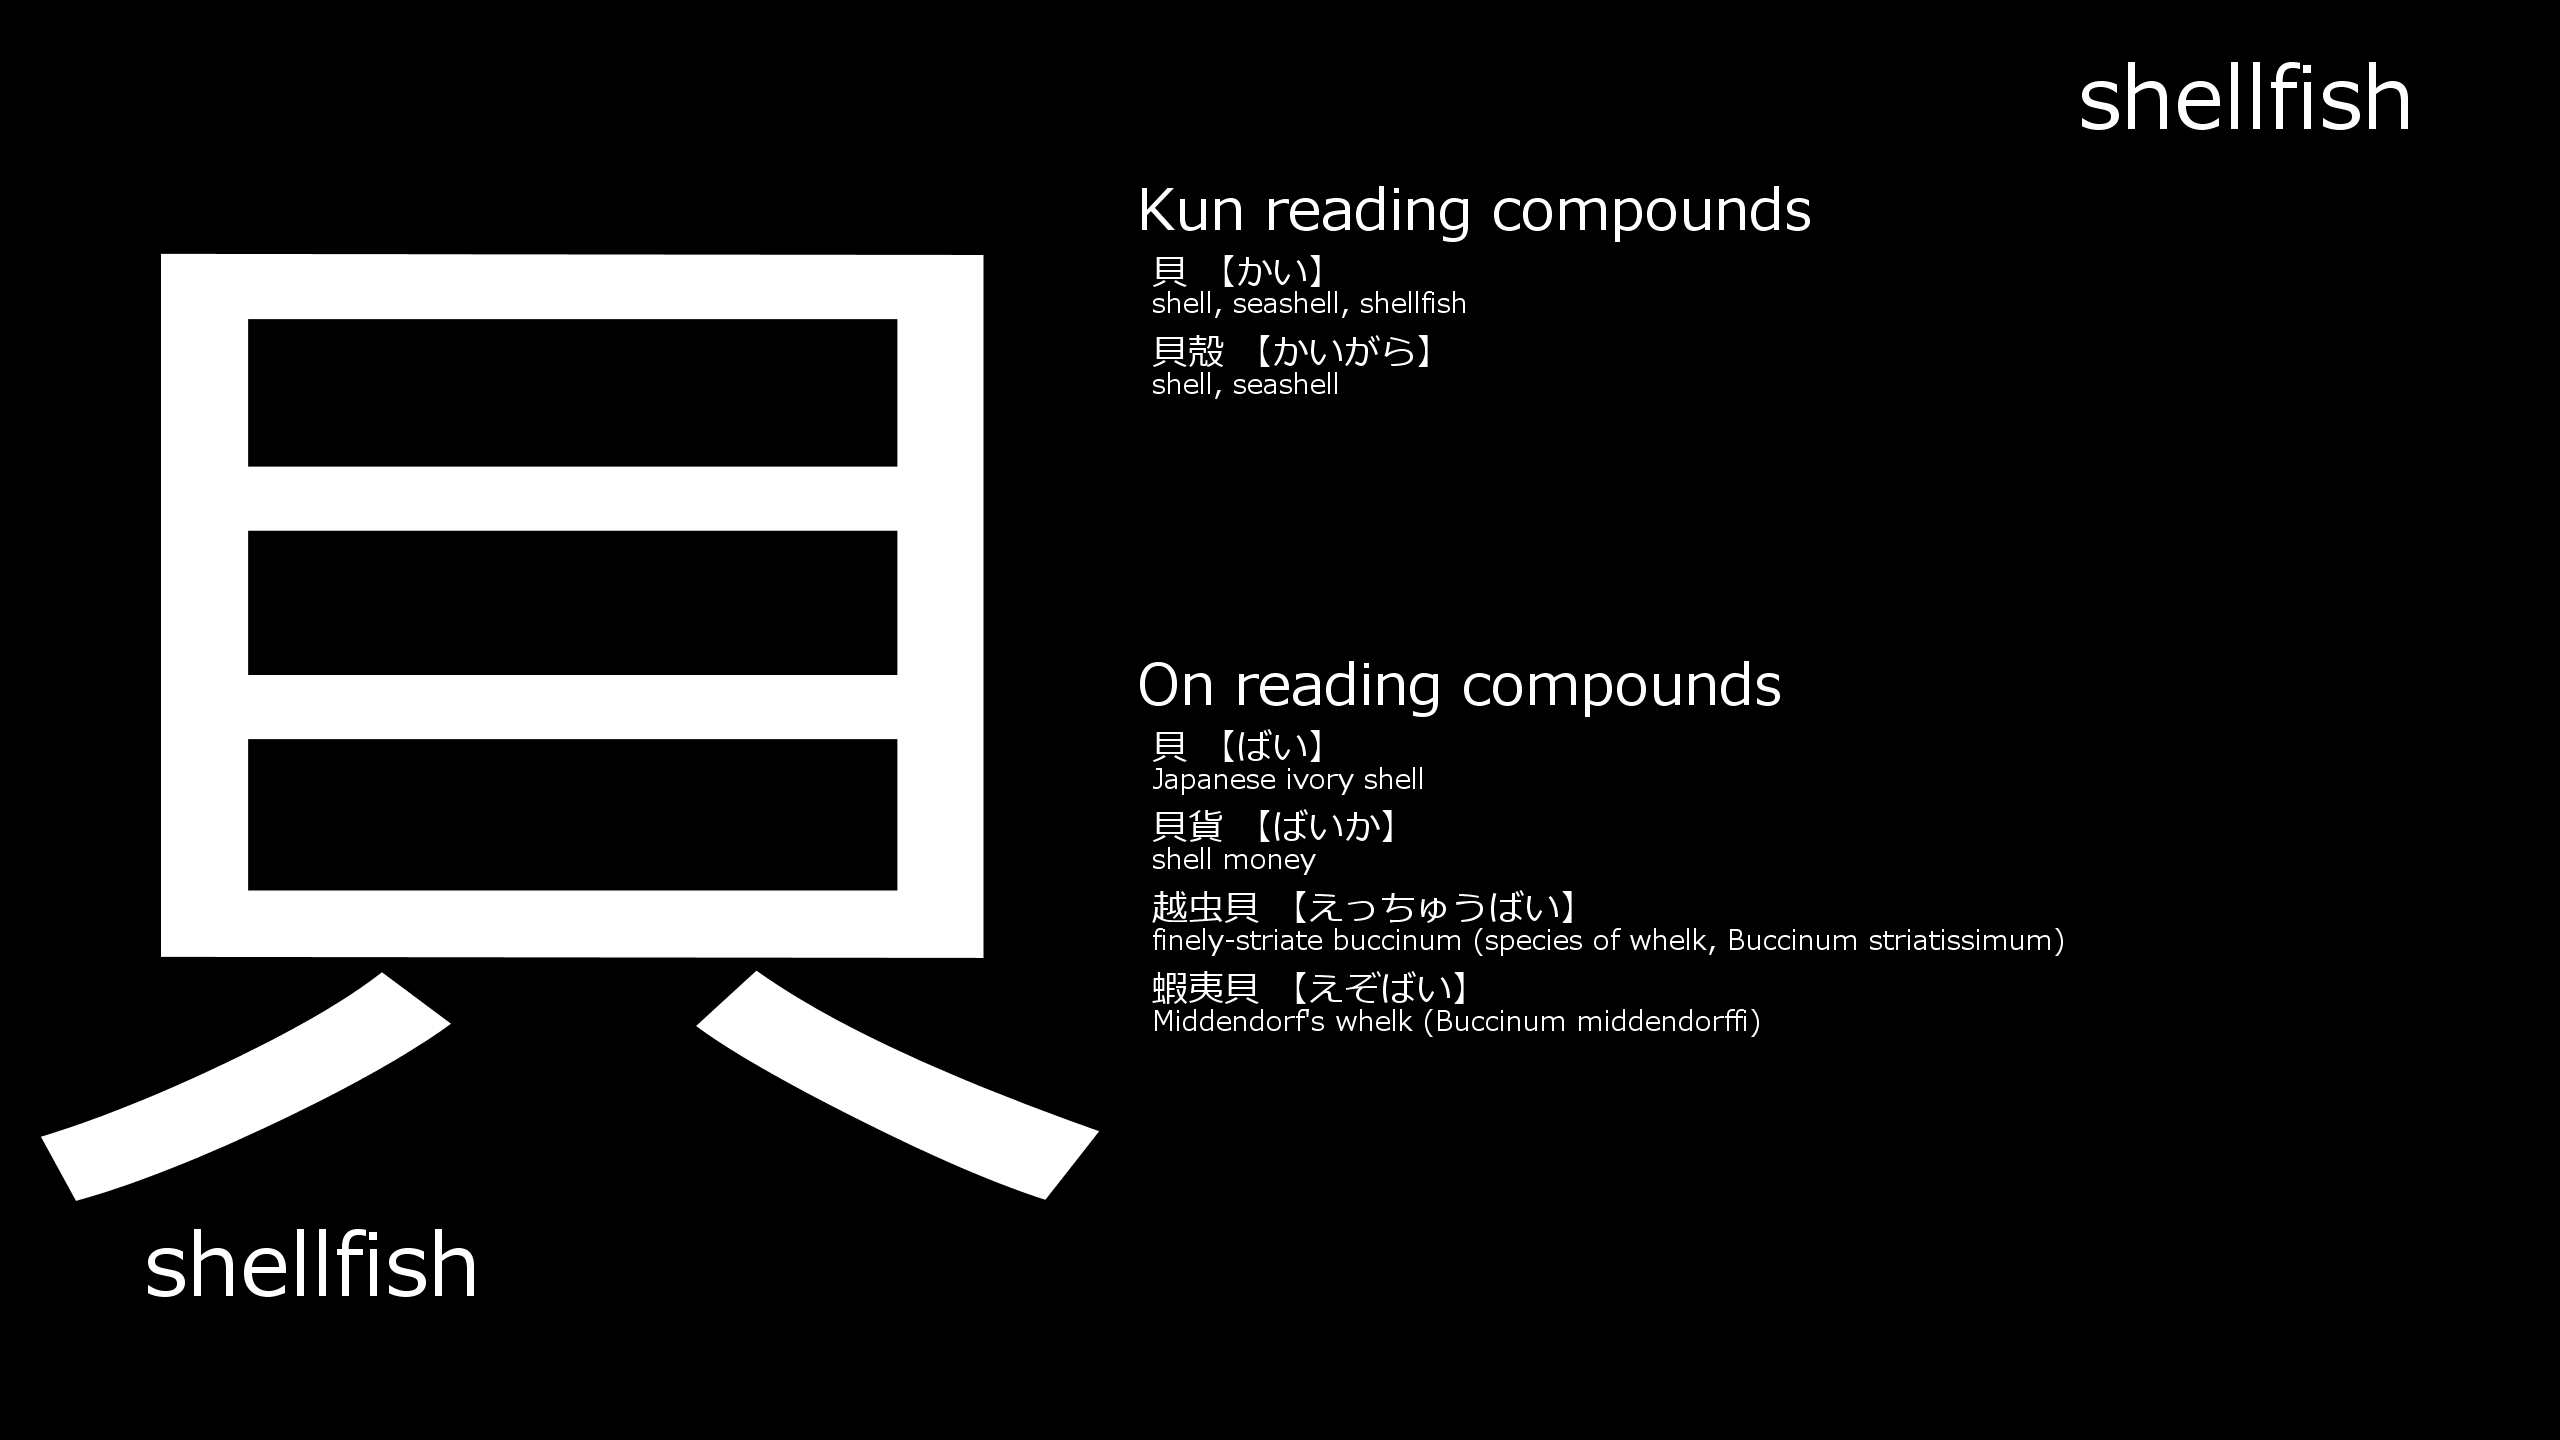 shellfish
貝
shellfish
Kun reading compounds
貝 【かい】
shell, seashell, shellfish
貝殻 【かいがら】
shell, seashell
On reading compounds
貝 【ばい】
Japanese ivory shell
貝貨 【ばいか】
shell money
越虫貝 【えっちゅうばい】
finely-striate buccinum (species of whelk, Buccinum striatissimum)
蝦夷貝 【えぞばい】
Middendorf's whelk (Buccinum middendorffi)